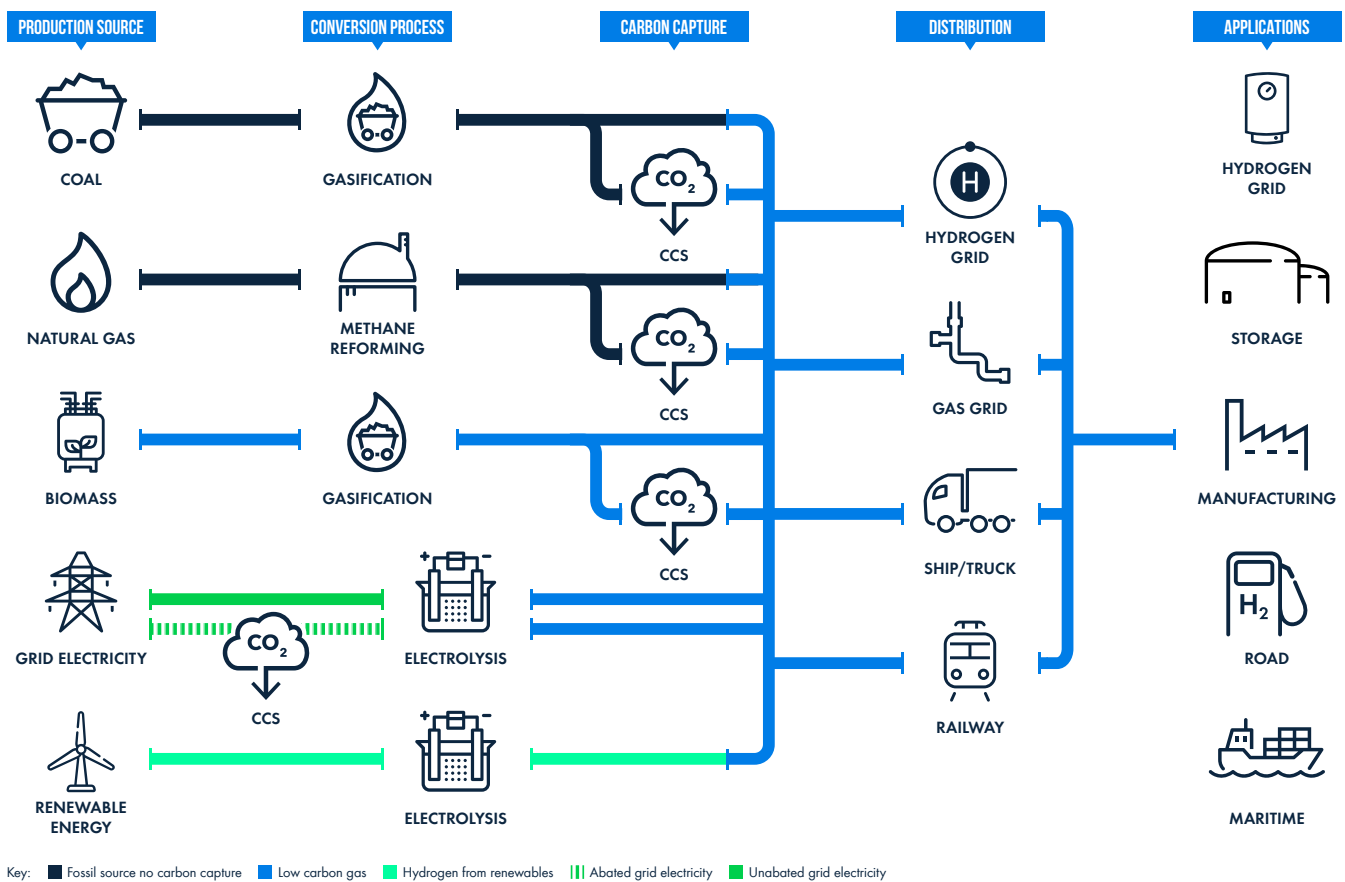 PRODUCTION SOURCE
CONVERSION PROCESS
CARBON CAPTURE
DISTRIBUTION
APPLICATIONS
COAL
GASIFICATION
CO2
CCS
HYDROGEN
GRID
H
HYDROGEN
GRID
NATURAL GAS
METHANE
REFORMING
CO2
CCS
GAS GRID
STORAGE
BIOMASS
GASIFICATION
CO2
CCS
SHIP/TRUCK
MANUFACTURING
GRID ELECTRICITY
CO2
CCS
+ −
ELECTROLYSIS
RAILWAY
H2
ROAD
RENEWABLE
ENERGY
+ −
ELECTROLYSIS
MARITIME
Key: Fossil source no carbon capture Low carbon gas Hydrogen from renewables Abated grid electricity Unabated grid electricity